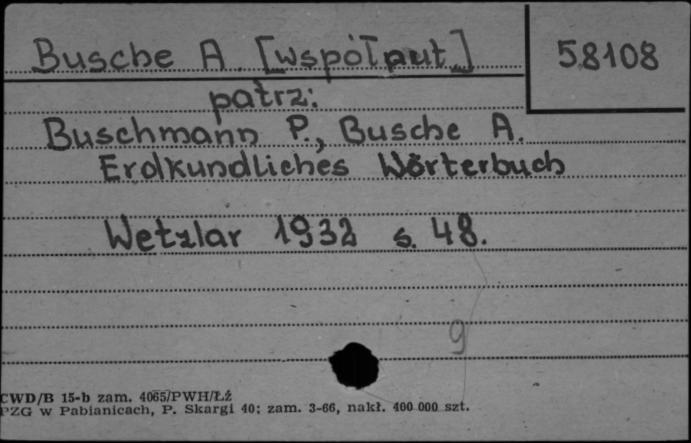 Busche A. [współaut.] 58108
patrz:
Buschmann P., Busche A.
Erdkundliches Wörterbuch
Wetzlar 1932 s. 48.
9
CWD/B 15-b zam. 4065/PWH/Łź
PZG w Pabianicach, P. Skargi 40; zam. 3-66, nakł. 400 000 szt.